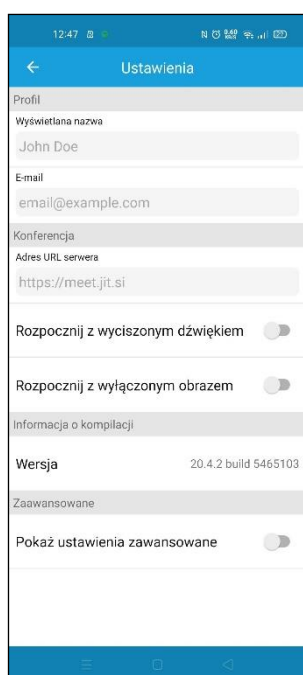 12:47
Ustawienia
Profil
Wyświetlana nazwa
John Doe
E-mail
email@example.com
Konferencja
Adres URL serwera
https://meet.jit.si
Rozpocznij z wyciszonym dźwiękiem
Rozpocznij z wyłączonym obrazem
Informacja o kompilacji
Wersja 20.4.2 build 5465103
Zaawansowane
Pokaż ustawienia zawansowane